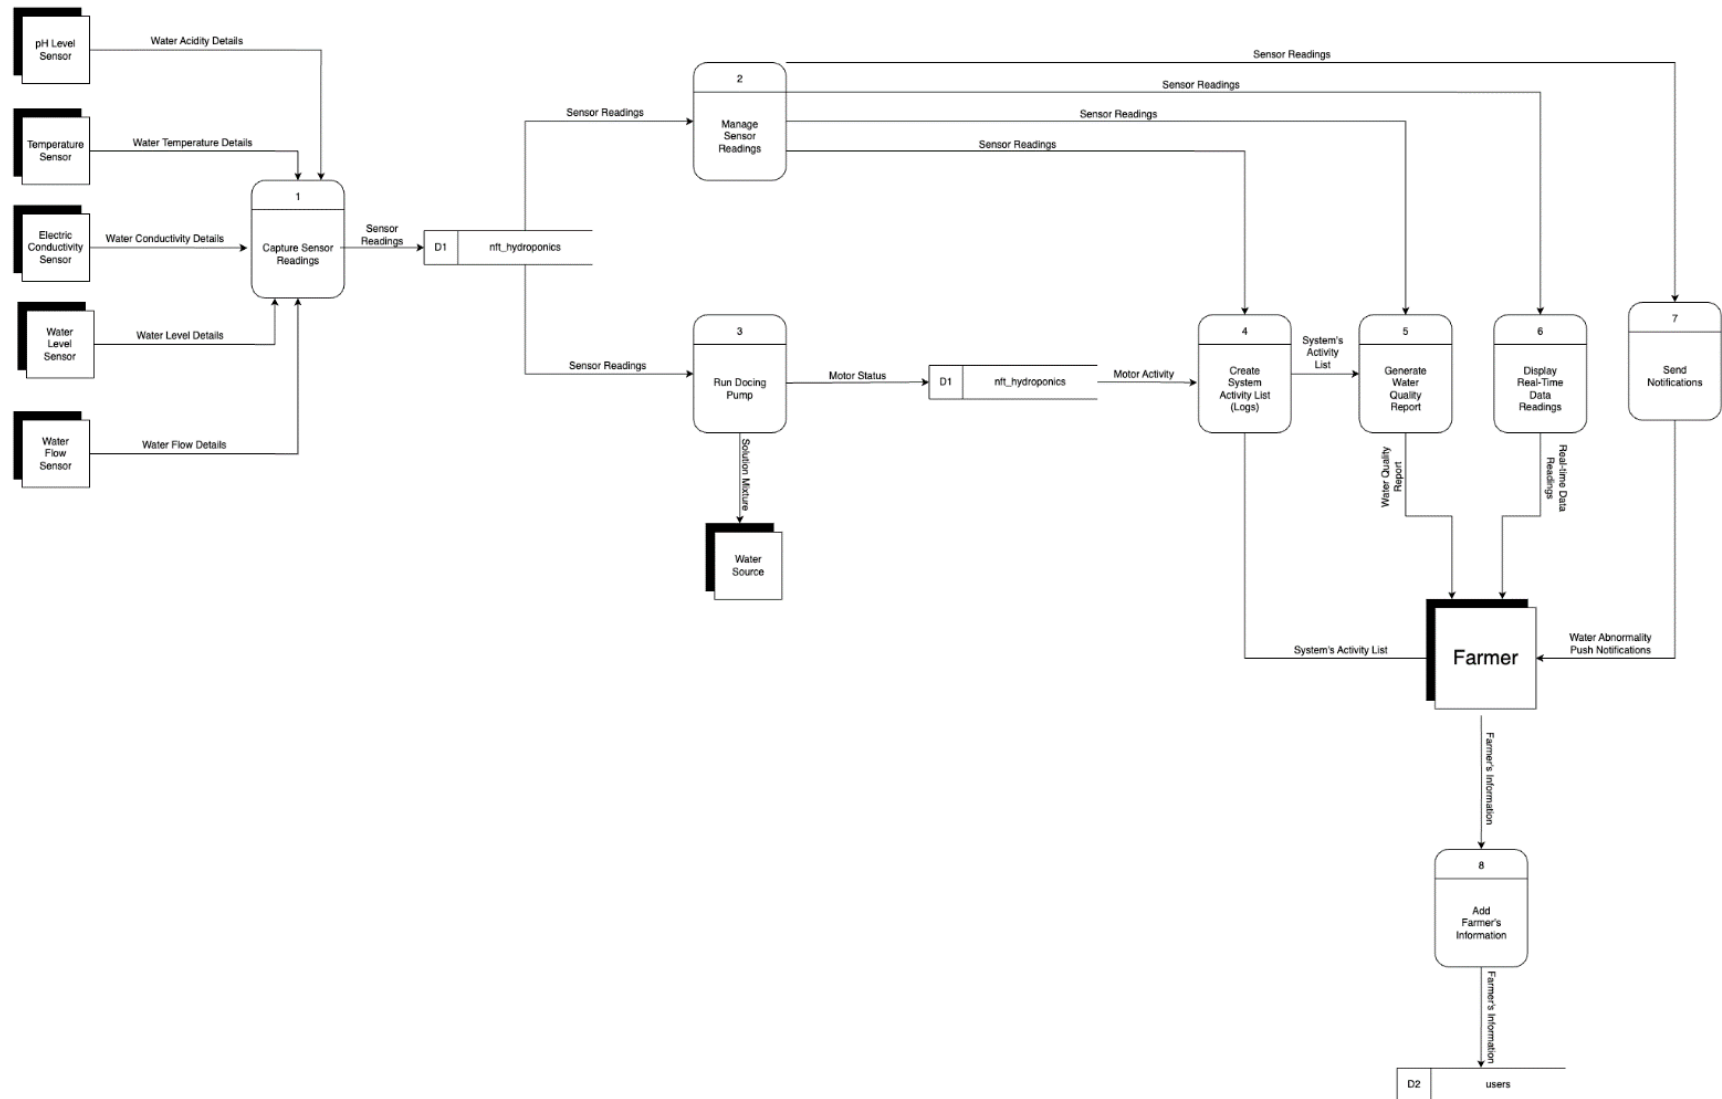 pH Level
Sensor
Water Acidity Details
Temperature
Sensor
Water Temperature Details
Electric
Conductivity
Sensor
Water Conductivity Details
Water
Level
Sensor
Water Level Details
Water
Flow
Sensor
Water Flow Details
1
Capture Sensor
Readings
Sensor
Readings
D1
nft_hydroponics
Sensor Readings
2
Manage
Sensor
Readings
Sensor Readings
Sensor Readings
Sensor Readings
Sensor Readings
Sensor Readings
3
Run Docing
Pump
Solution Mixture
Water
Source
Motor Status
D1
nft_hydroponics
Motor Activity
4
Create
System
Activity List
(Logs)
System's
Activity
List
5
Generate
Water
Quality
Report
6
Display
Real-Time
Data
Readings
7
Send
Notifications
Water Quality
Report
Real-time Data
Readings
System's Activity List
Farmer
Water Abnormality
Push Notifications
Farmer's Information
8
Add
Farmer's
Information
Farmer's Information
D2
users